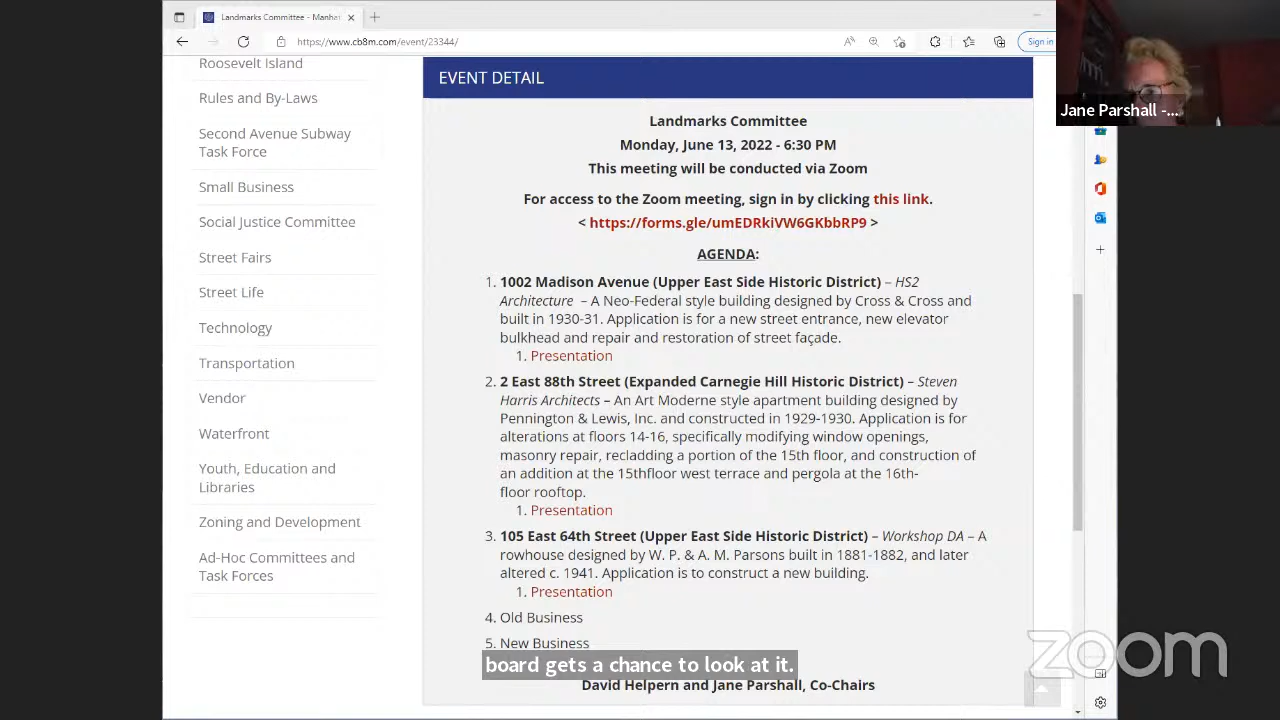 Landmarks Committee - Manha
https://www.cb8m.com/event/23344/
Sign in
Jane Parshall -...
Roosevelt Island
Rules and By-Laws
Second Avenue Subway
Task Force
Small Business
Social Justice Committee
Street Fairs
Street Life
Technology
Transportation
Vendor
Waterfront
Youth, Education and
Libraries
Zoning and Development
Ad-Hoc Committees and
Task Forces
EVENT DETAIL
Landmarks Committee
Monday, June 13, 2022 - 6:30 PM
This meeting will be conducted via Zoom
For access to the Zoom meeting, sign in by clicking this link.
< https://forms.gle/umEDRkiVW6GKbbRP9 >
AGENDA:
1. 1002 Madison Avenue (Upper East Side Historic District) – HS2
Architecture – A Neo-Federal style building designed by Cross & Cross and
built in 1930-31. Application is for a new street entrance, new elevator
bulkhead and repair and restoration of street façade.
1. Presentation
2. 2 East 88th Street (Expanded Carnegie Hill Historic District) – Steven
Harris Architects – An Art Moderne style apartment building designed by
Pennington & Lewis, Inc. and constructed in 1929-1930. Application is for
alterations at floors 14-16, specifically modifying window openings,
masonry repair, recladding a portion of the 15th floor, and construction of
an addition at the 15thfloor west terrace and pergola at the 16th-
floor rooftop.
1. Presentation
3. 105 East 64th Street (Upper East Side Historic District) – Workshop DA – A
rowhouse designed by W. P. & A. M. Parsons built in 1881-1882, and later
altered c. 1941. Application is to construct a new building.
1. Presentation
4. Old Business
5. New Business
board gets a chance to look at it.
David Helpern and Jane Parshall, Co-Chairs
zoom